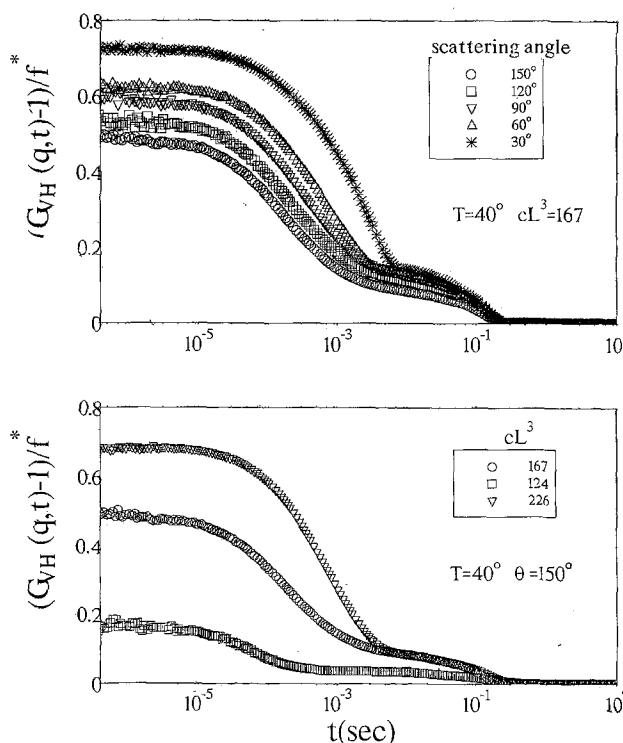 0.8
0.6
0.4
0.2
0
(G_VH (q,t)-1)/f*
scattering angle
○ 150°
□ 120°
▽ 90°
△ 60°
✳ 30°
T=40° cL³=167
10⁻⁵ 10⁻³ 10⁻¹ 10
0.8
0.6
0.4
0.2
0
(G_VH (q,t)-1)/f*
cL³
○ 167
□ 124
▽ 226
T=40° θ=150°
10⁻⁵ 10⁻³ 10⁻¹ 10
t(sec)